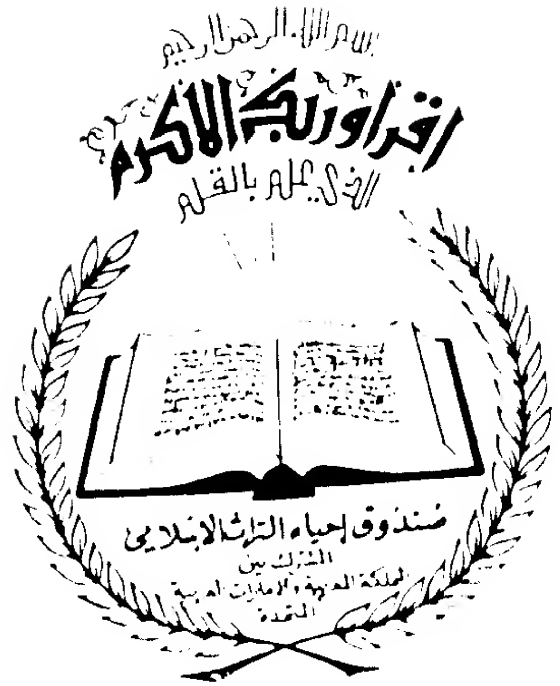 بسم الله الرحمن الرحيم
اقرأ وربك الأكرم
الذي علم بالقلم
صندوق إحياء التراث الإسلامي
المشترك بين
المملكة المغربية والإمارات العربية
المتحدة